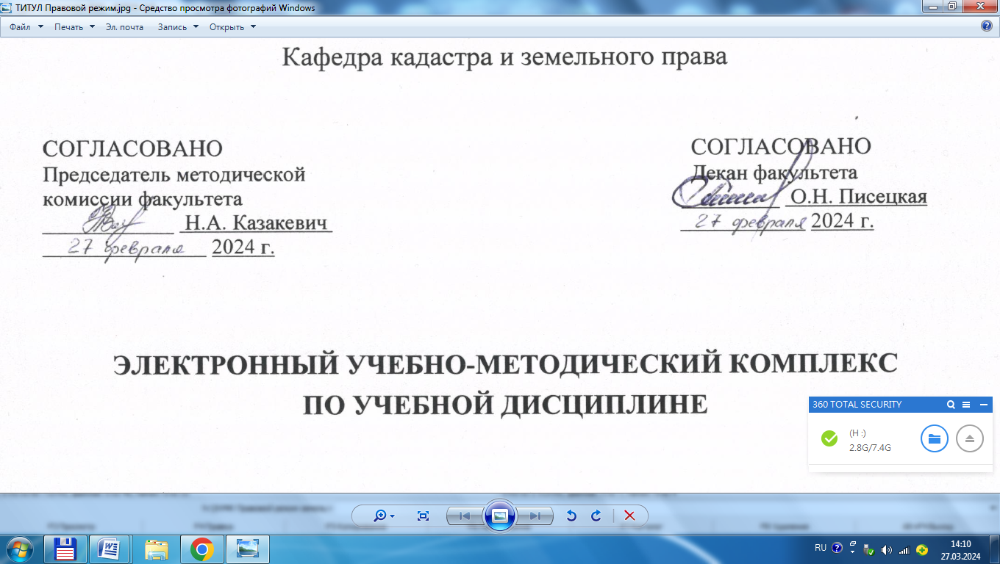 ТИТУЛ Правовой режим.jpg - Средство просмотра фотографий Windows
Файл Печать Эл. почта Запись Открыть
Кафедра кадастра и земельного права
СОГЛАСОВАНО
Председатель методической
комиссии факультета
Н.А. Казакевич
27 февраля 2024 г.
СОГЛАСОВАНО
Декан факультета
О.Н. Писецкая
27 февраля 2024 г.
ЭЛЕКТРОННЫЙ УЧЕБНО-МЕТОДИЧЕСКИЙ КОМПЛЕКС
ПО УЧЕБНОЙ ДИСЦИПЛИНЕ
360 TOTAL SECURITY
(H :)
2.8G/7.4G
RU
14:10
27.03.2024